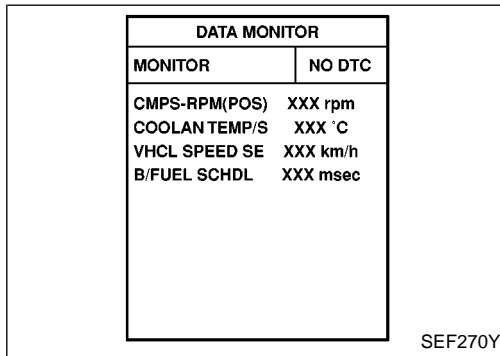 DATA MONITOR
MONITOR NO DTC
CMPS-RPM(POS) XXX rpm
COOLAN TEMP/S XXX °C
VHCL SPEED SE XXX km/h
B/FUEL SCHDL XXX msec
SEF270Y